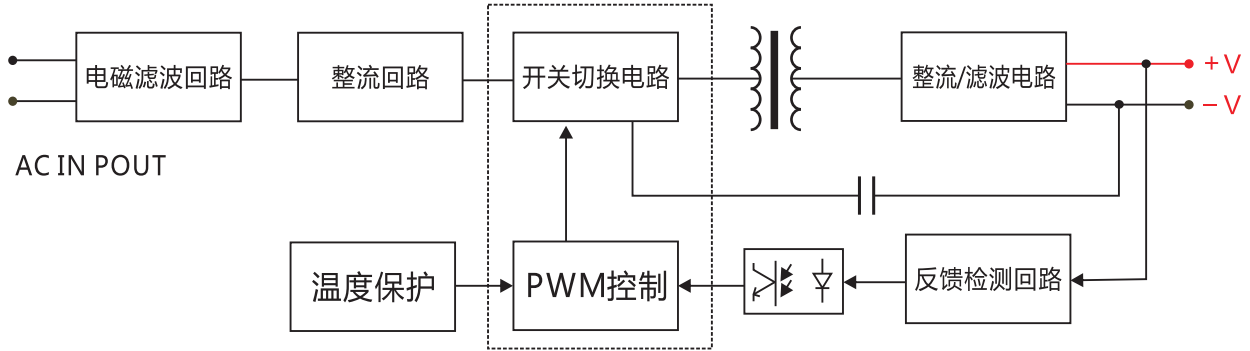 电磁滤波回路
整流回路
开关切换电路
整流/滤波电路
+V
−V
AC IN POUT
温度保护
PWM控制
反馈检测回路